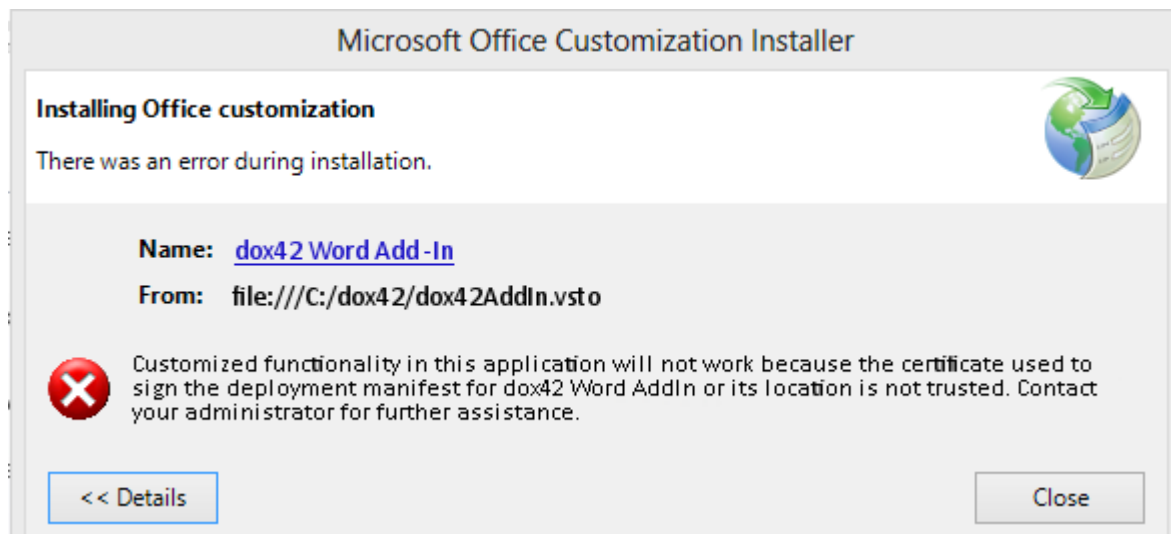 Microsoft Office Customization Installer
Installing Office customization
There was an error during installation.
Name: dox42 Word Add-In
From: file:///C:/dox42/dox42AddIn.vsto
Customized functionality in this application will not work because the certificate used to
sign the deployment manifest for dox42 Word AddIn or its location is not trusted. Contact
your administrator for further assistance.
<< Details Close